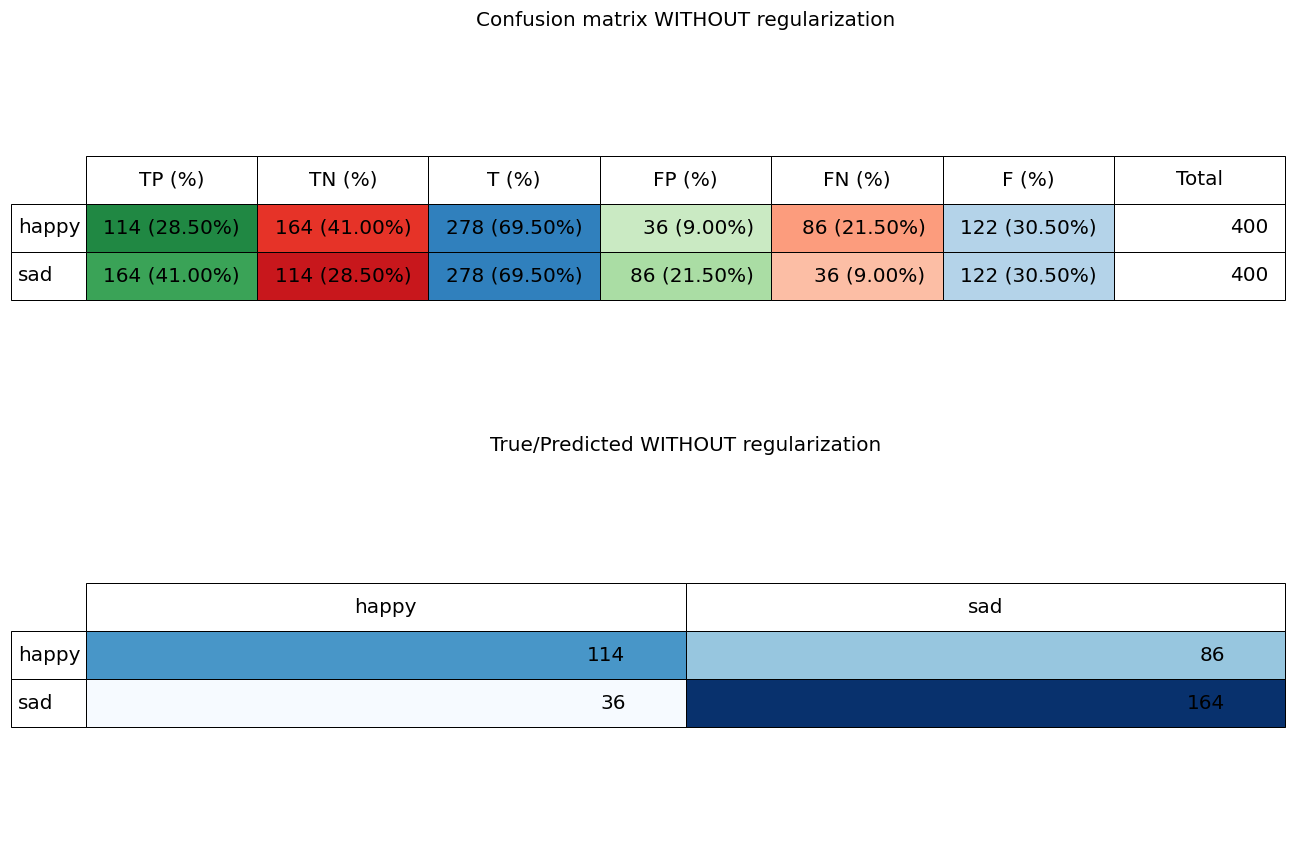 Confusion matrix WITHOUT regularization
TP (%) TN (%) T (%) FP (%) FN (%) F (%) Total
happy 114 (28.50%) 164 (41.00%) 278 (69.50%) 36 (9.00%) 86 (21.50%) 122 (30.50%) 400
sad 164 (41.00%) 114 (28.50%) 278 (69.50%) 86 (21.50%) 36 (9.00%) 122 (30.50%) 400
True/Predicted WITHOUT regularization
happy sad
happy 114 86
sad 36 164